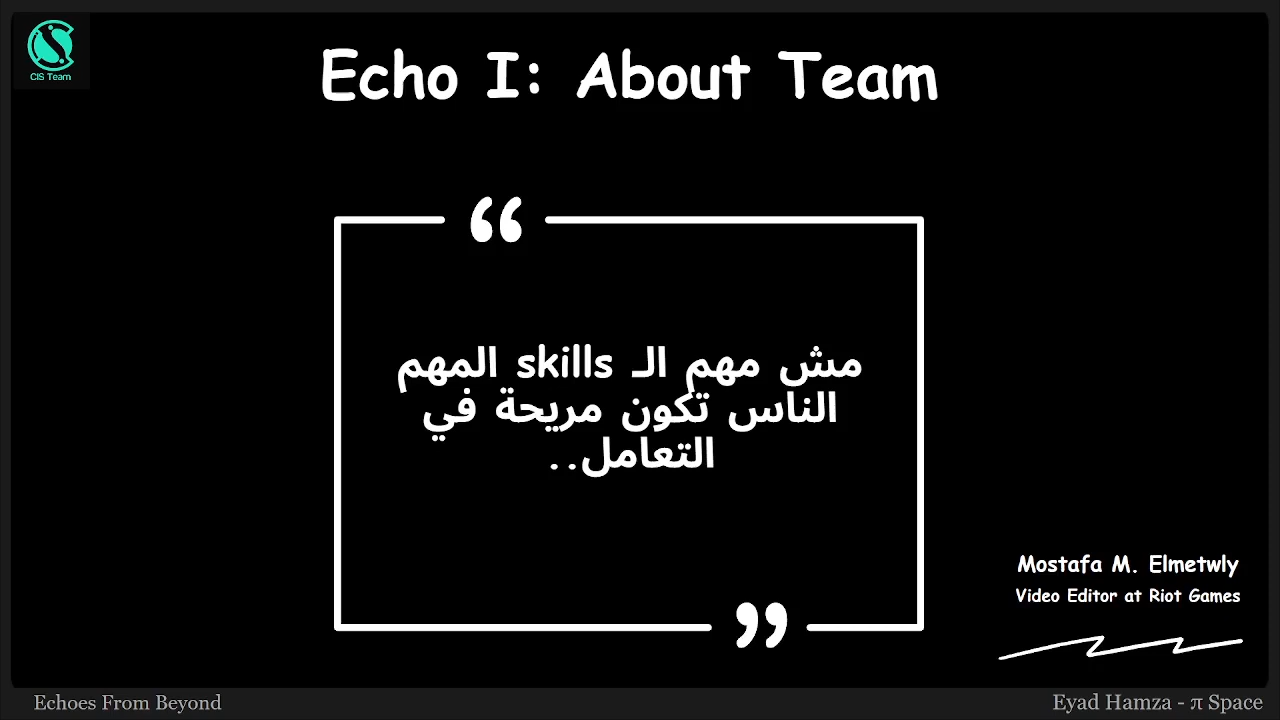 CIS Team
Echo I: About Team
“
مش مهم الـ skills المهم
الناس تكون مريحة في
التعامل..
”
Mostafa M. Elmetwly
Video Editor at Riot Games
Echoes From Beyond
Eyad Hamza - π Space